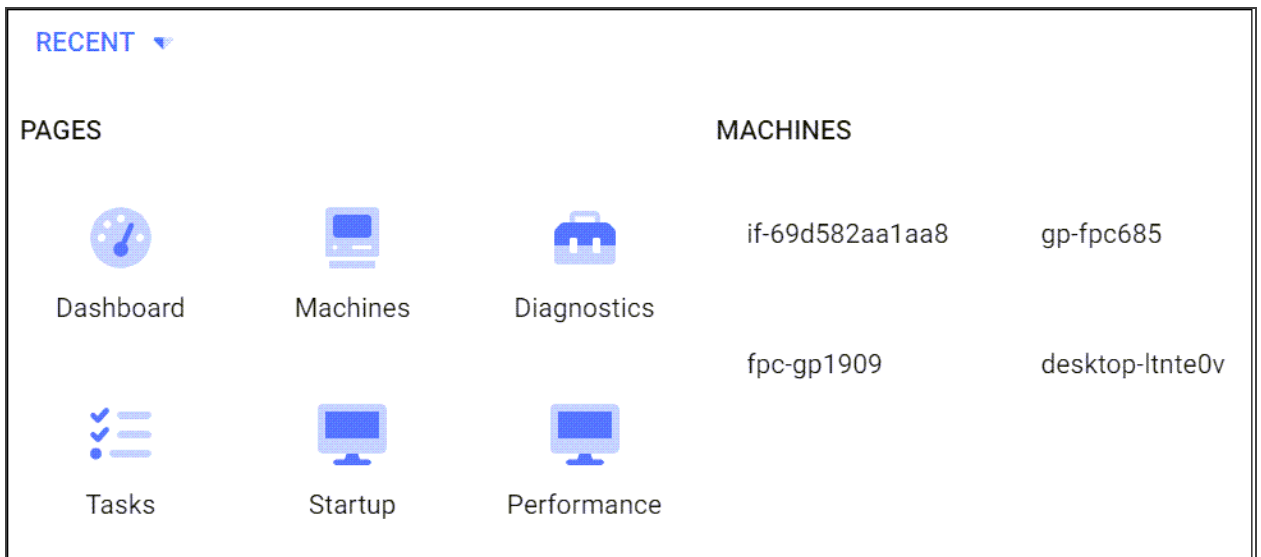 RECENT
PAGES
Dashboard
Machines
Diagnostics
Tasks
Startup
Performance
MACHINES
if-69d582aa1aa8
gp-fpc685
fpc-gp1909
desktop-ltnte0v